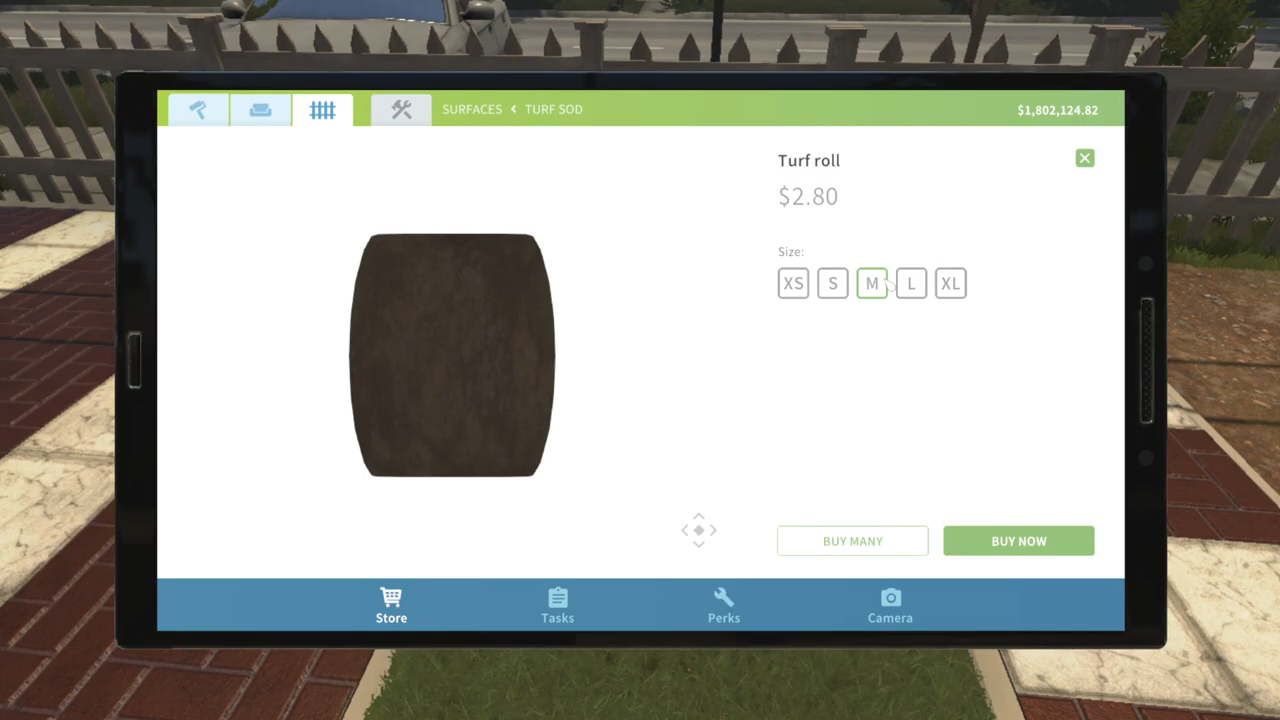 SURFACES < TURF SOD
$1,802,124.82
Turf roll
$2.80
Size:
XS S M L XL
BUY MANY BUY NOW
Store Tasks Perks Camera